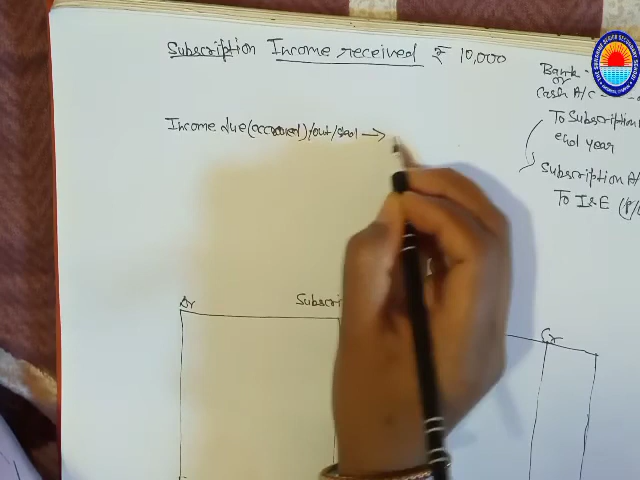 Subscription Income received ₹ 10,000
Bank
or
Cash A/c
To Subscription
end year
Subscription A/
To I&E (P/
Income due (accrued)/out/stand →
Dr
Subscri
Cr